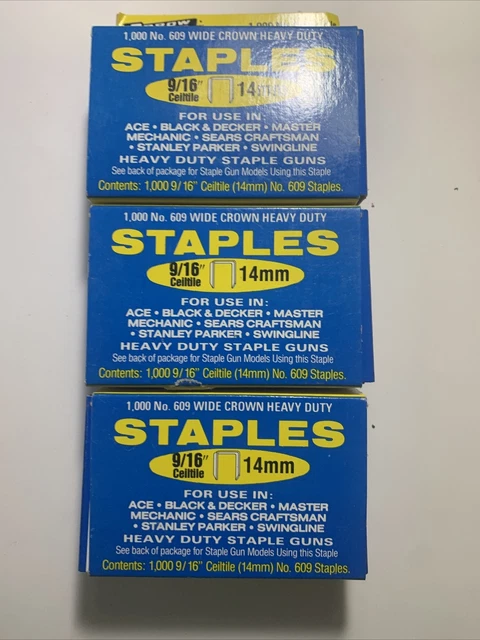 Arrow
1,000 No. 609 WIDE CROWN HEAVY DUTY
STAPLES
9/16" 14mm
Ceiltile
FOR USE IN:
ACE • BLACK & DECKER • MASTER
MECHANIC • SEARS CRAFTSMAN
• STANLEY PARKER • SWINGLINE
HEAVY DUTY STAPLE GUNS
See back of package for Staple Gun Models Using this Staple
Contents: 1,000 9/16" Ceiltile (14mm) No. 609 Staples.
1,000 No. 609 WIDE CROWN HEAVY DUTY
STAPLES
9/16" 14mm
Ceiltile
FOR USE IN:
ACE • BLACK & DECKER • MASTER
MECHANIC • SEARS CRAFTSMAN
• STANLEY PARKER • SWINGLINE
HEAVY DUTY STAPLE GUNS
See back of package for Staple Gun Models Using this Staple
Contents: 1,000 9/16" Ceiltile (14mm) No. 609 Staples.
1,000 No. 609 WIDE CROWN HEAVY DUTY
STAPLES
9/16" 14mm
Ceiltile
FOR USE IN:
ACE • BLACK & DECKER • MASTER
MECHANIC • SEARS CRAFTSMAN
• STANLEY PARKER • SWINGLINE
HEAVY DUTY STAPLE GUNS
See back of package for Staple Gun Models Using this Staple
Contents: 1,000 9/16" Ceiltile (14mm) No. 609 Staples.